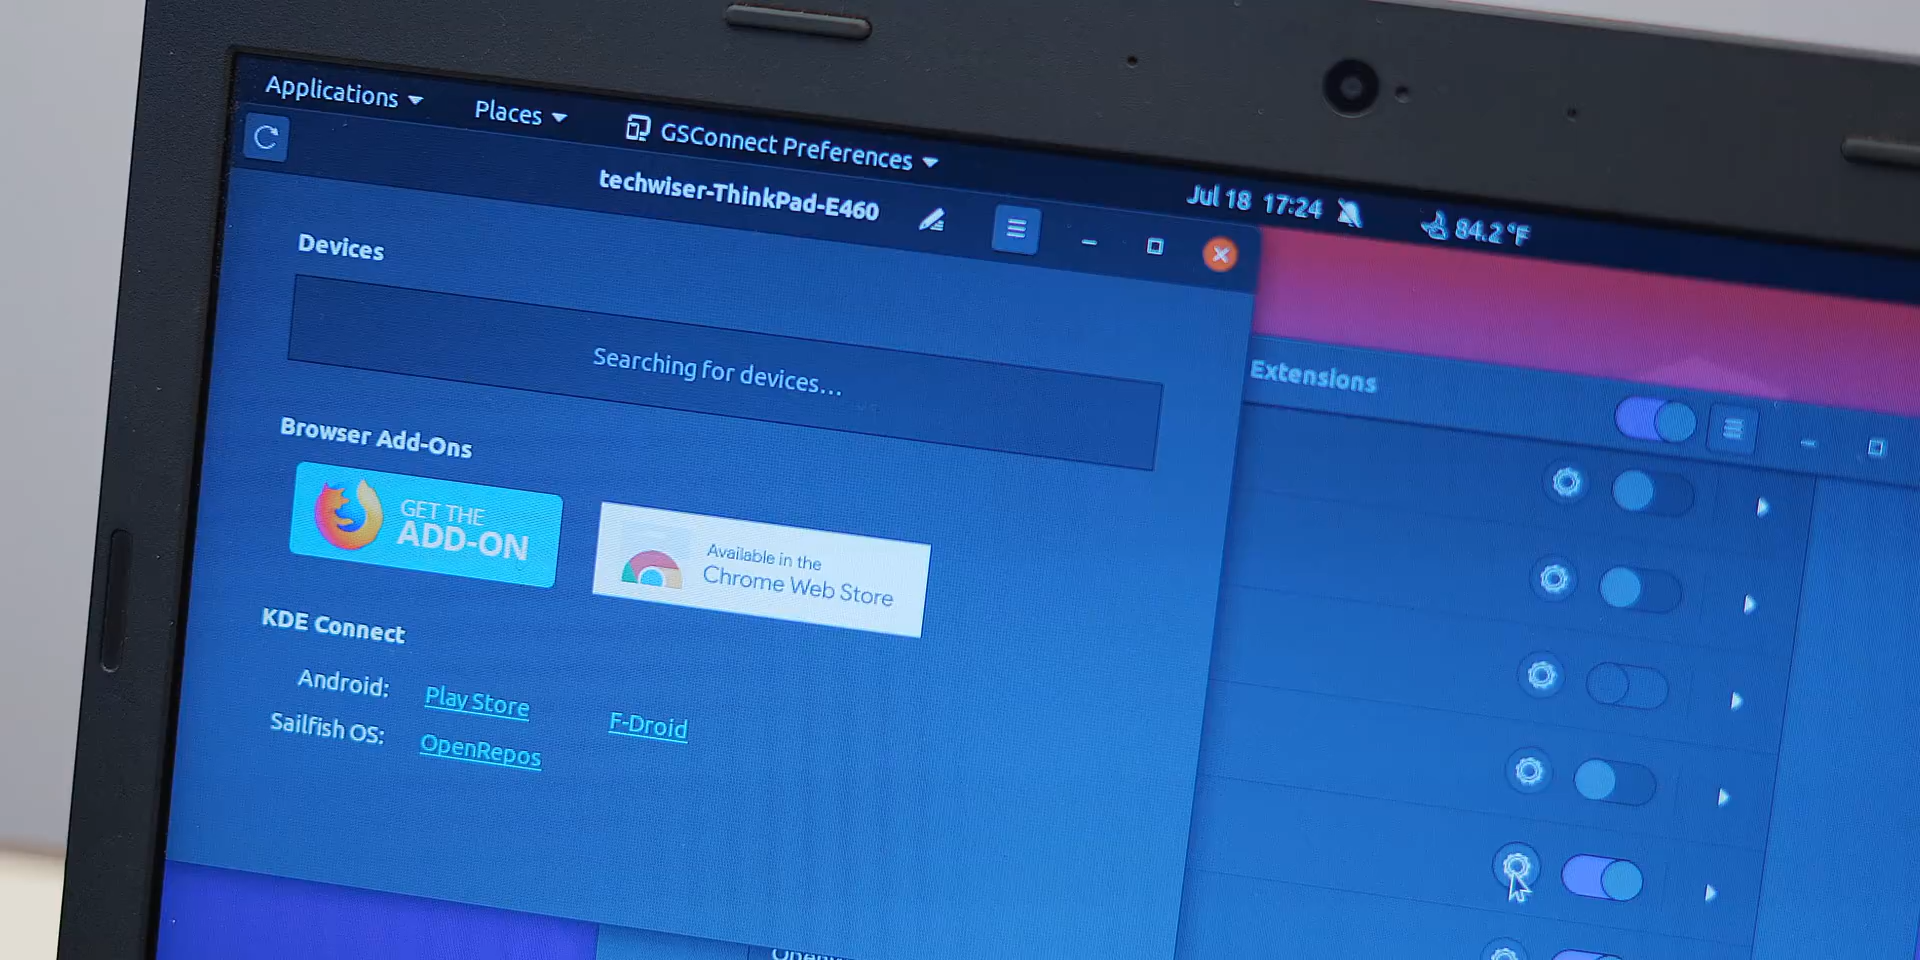 Applications
Places
GSConnect Preferences
Jul 18 17:24
84.2 °F
techwiser-ThinkPad-E460
Devices
Searching for devices...
Extensions
Browser Add-Ons
GET THE
ADD-ON
Available in the
Chrome Web Store
KDE Connect
Android: Play Store F-Droid
Sailfish OS: OpenRepos